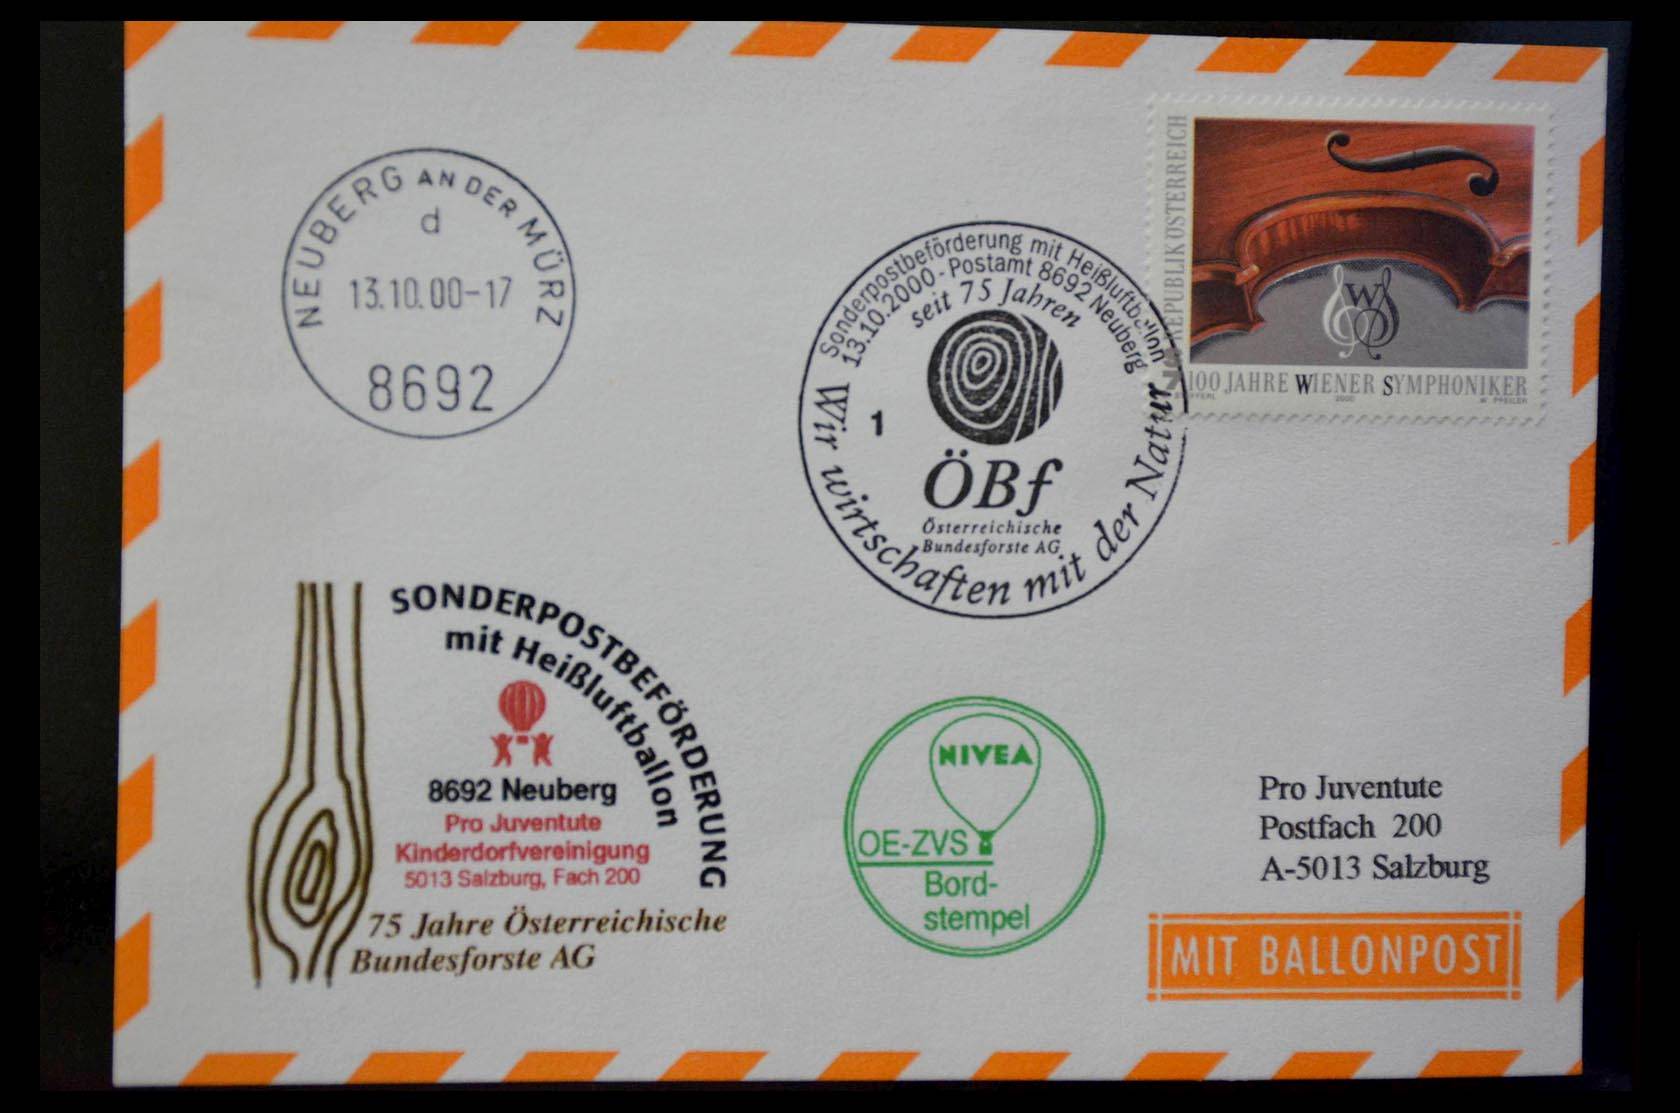 NEUBERG AN DER MÜRZ
d
13.10.00-17
8692
Sonderpostbeförderung mit Heißluftballon
13.10.2000 - Postamt 8692 Neuberg
seit 75 Jahren
1
ÖBf
Österreichische
Bundesforste AG
Wir wirtschaften mit der Natur
REPUBLIK ÖSTERREICH
W S
100 JAHRE WIENER SYMPHONIKER
2000
W. PFEILER
SONDERPOSTBEFÖRDERUNG
mit Heißluftballon
8692 Neuberg
Pro Juventute
Kinderdorfvereinigung
5013 Salzburg, Fach 200
75 Jahre Österreichische
Bundesforste AG
NIVEA
OE-ZVS
Bord-
stempel
Pro Juventute
Postfach 200
A-5013 Salzburg
MIT BALLONPOST